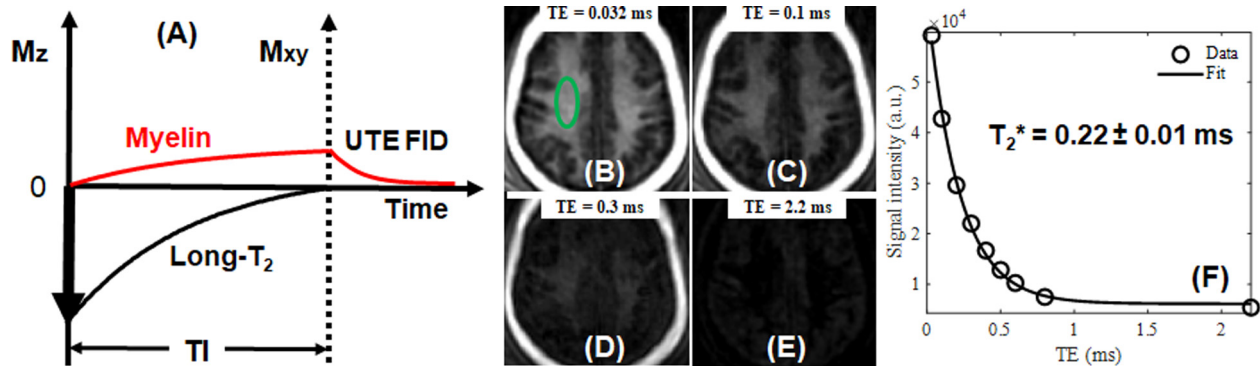 (A)
Mz
Mxy
Myelin
UTE FID
0
Time
Long-T₂
TI
TE = 0.032 ms
(B)
TE = 0.1 ms
(C)
TE = 0.3 ms
(D)
TE = 2.2 ms
(E)
×10⁴
6
5
4
3
2
1
Signal intensity (a.u.)
Data
Fit
T₂* = 0.22 ± 0.01 ms
(F)
0
0.5
1
1.5
2
TE (ms)